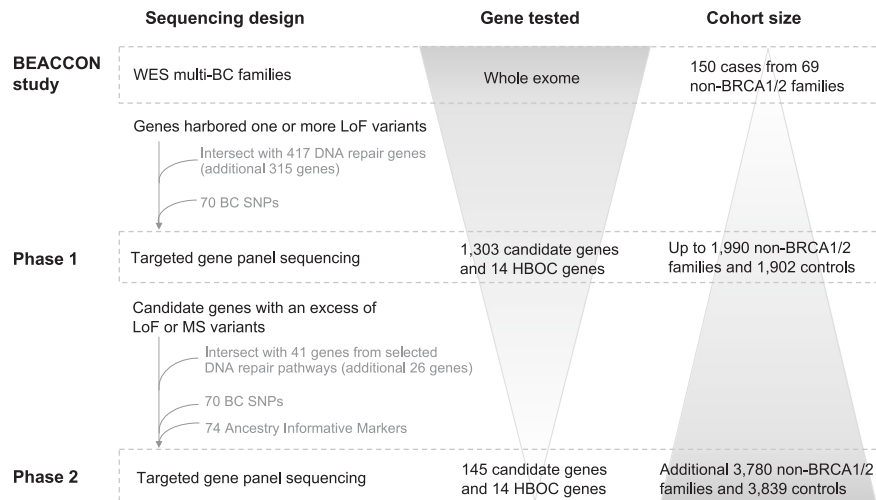 Sequencing design
Gene tested
Cohort size
BEACCON
study
WES multi-BC families
Whole exome
150 cases from 69
non-BRCA1/2 families
Genes harbored one or more LoF variants
Intersect with 417 DNA repair genes
(additional 315 genes)
70 BC SNPs
Phase 1
Targeted gene panel sequencing
1,303 candidate genes
and 14 HBOC genes
Up to 1,990 non-BRCA1/2
families and 1,902 controls
Candidate genes with an excess of
LoF or MS variants
Intersect with 41 genes from selected
DNA repair pathways (additional 26 genes)
70 BC SNPs
74 Ancestry Informative Markers
Phase 2
Targeted gene panel sequencing
145 candidate genes
and 14 HBOC genes
Additional 3,780 non-BRCA1/2
families and 3,839 controls